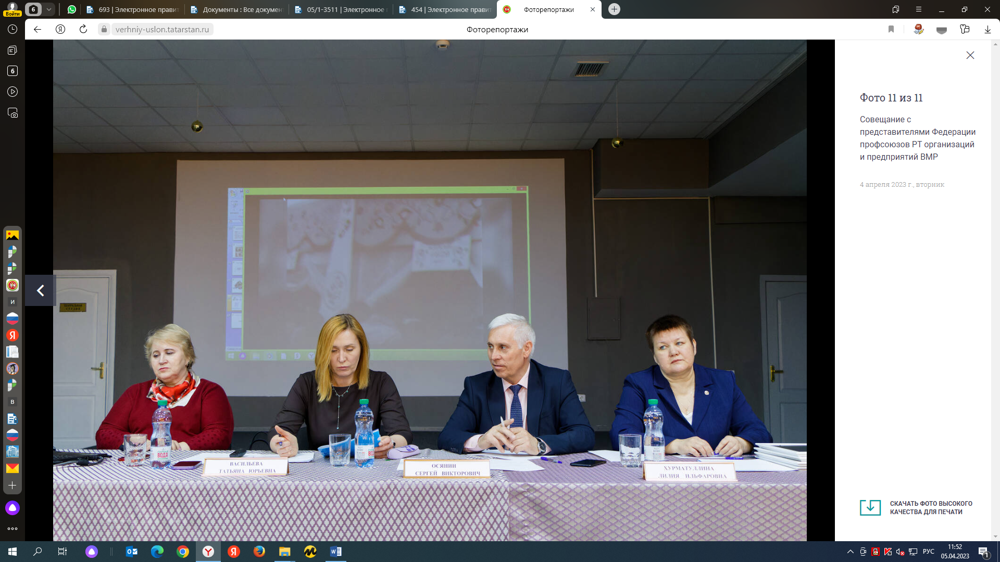 Войти
6
693 | Электронное правит
Документы : Все докумен
05/1-3511 | Электронное п
454 | Электронное правит
Фоторепортажи
verhniy-uslon.tatarstan.ru
Фоторепортажи
6
Фото 11 из 11
Совещание с
представителями Федерации
профсоюзов РТ организаций
и предприятий ВМР
4 апреля 2023 г., вторник
И
Я
В
ВОДА
ВАСИЛЬЕВА
ТАТЬЯНА ЮРЬЕВНА
ОСЯНИН
СЕРГЕЙ ВИКТОРОВИЧ
ХУРМАТУЛЛИНА
ЛИЛИЯ ИЛЬФАРОВНА
СКАЧАТЬ ФОТО ВЫСОКОГО
КАЧЕСТВА ДЛЯ ПЕЧАТИ
РУС
11:52
05.04.2023
1